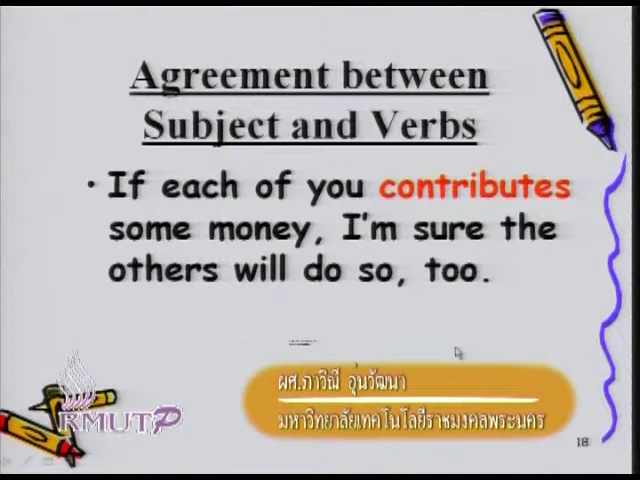 Agreement between
Subject and Verbs
• If each of you contributes
some money, I'm sure the
others will do so, too.
ผศ.ภาวิณี อุ่นวัฒนา
มหาวิทยาลัยเทคโนโลยีราชมงคลพระนคร
RMUTP
18